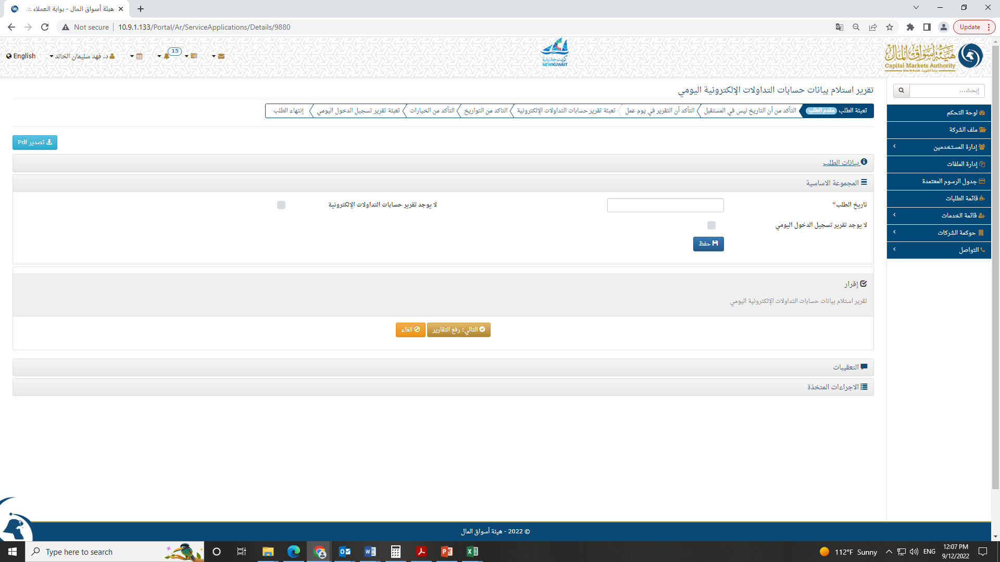 هيئة أسواق المال - بوابة العملاء .::
Not secure
10.9.1.133/Portal/Ar/ServiceApplications/Details/9880
Update
English
د. فهد سليمان الخالد
15
كويت جديدة
NEWKUWAIT
هيئة أسواق المال
Capital Markets Authority
State Of Kuwait دولة الكويت
إبحث...
لوحة التحكم
ملف الشركة
إدارة المستخدمين
إدارة الملفات
جدول الرسوم المعتمدة
قائمة الطلبات
قائمة الخدمات
حوكمة الشركات
التواصل
تقرير استلام بيانات حسابات التداولات الإلكترونية اليومي
تعبئة الطلب مقدم الطلب
التأكد من أن التاريخ ليس في المستقبل
التأكد أن التقرير في يوم عمل
تعبئة تقرير حسابات التداولات الإلكترونية
التاكد من التواريخ
التأكد من الخيارات
تعبئة تقرير تسجيل الدخول اليومي
إنتهاء الطلب
تصدير Pdf
بيانات الطلب
المجموعة الاساسية
تاريخ الطلب*
لا يوجد تقرير حسابات التداولات الإلكترونية
لا يوجد تقرير تسجيل الدخول اليومي
حفظ
إقرار
تقرير استلام بيانات حسابات التداولات الإلكترونية اليومي
التالي: رفع التقارير
الغاء
التعقيبات
الاجراءات المتخذة
© 2022 - هيئة أسواق المال
Type here to search
112°F Sunny
ENG
12:07 PM
9/12/2022